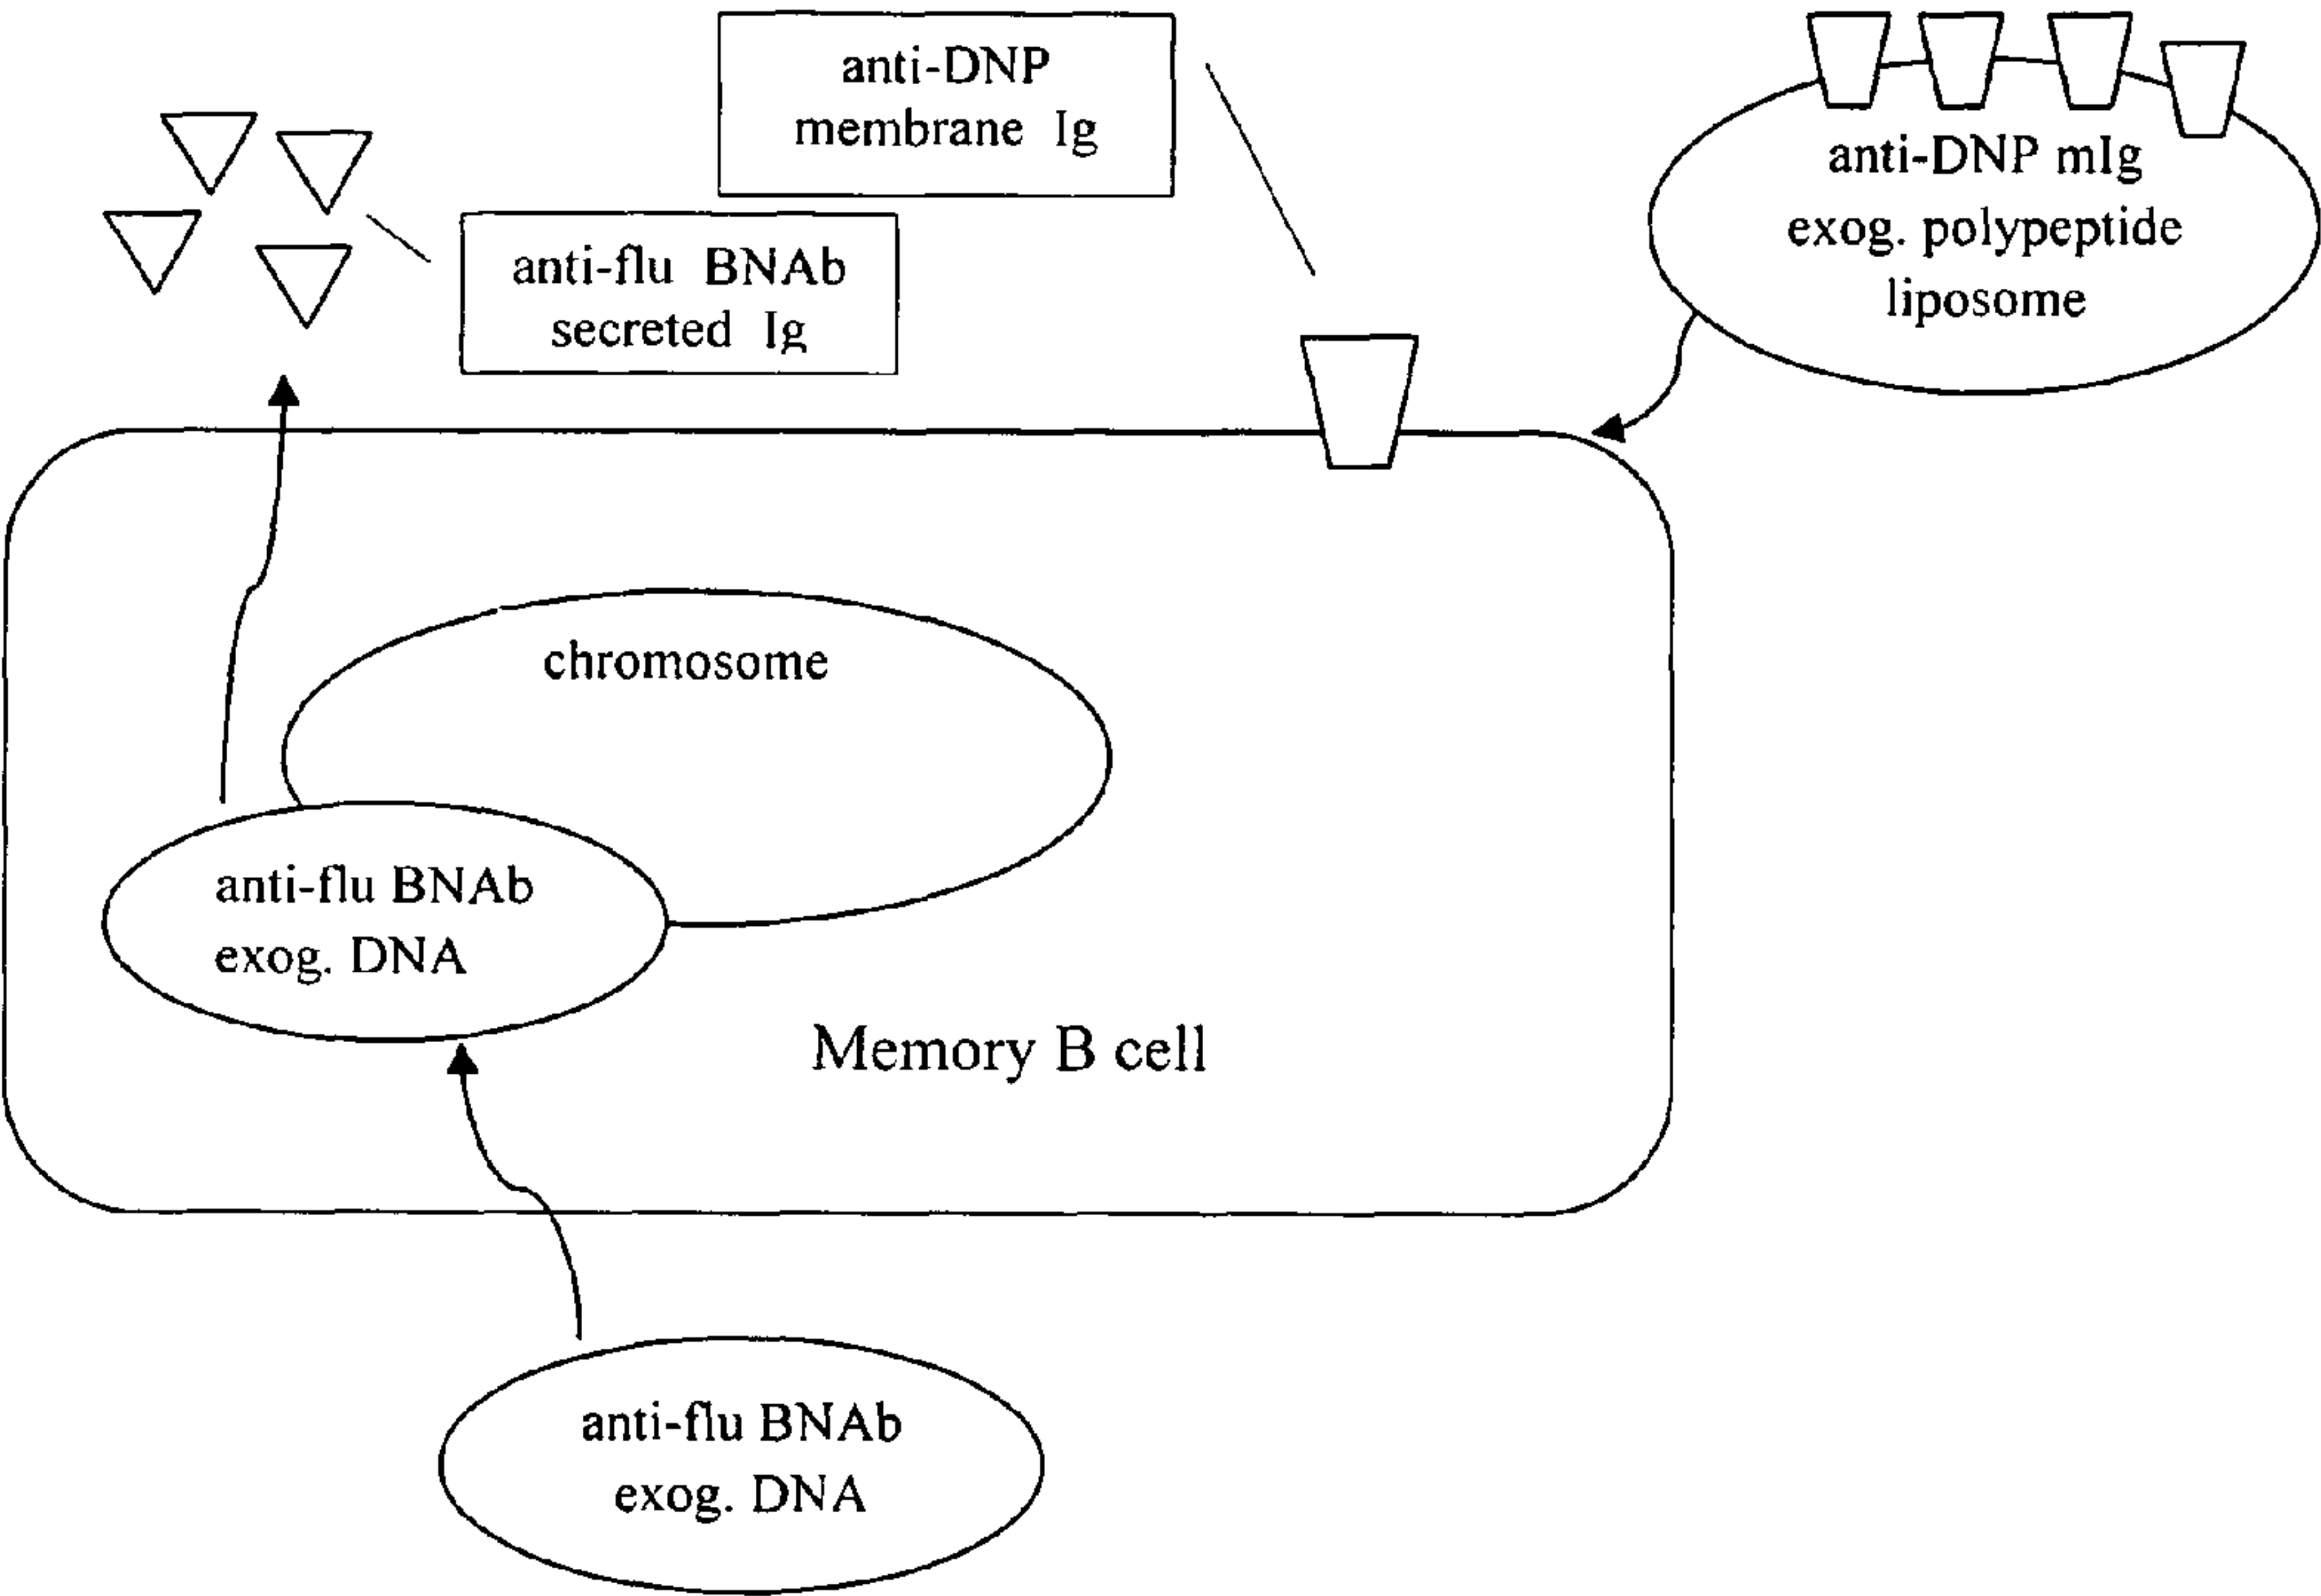 anti-DNP
membrane Ig
anti-DNP mIg
exog. polypeptide
liposome
anti-flu BNAb
secreted Ig
chromosome
anti-flu BNAb
exog. DNA
Memory B cell
anti-flu BNAb
exog. DNA